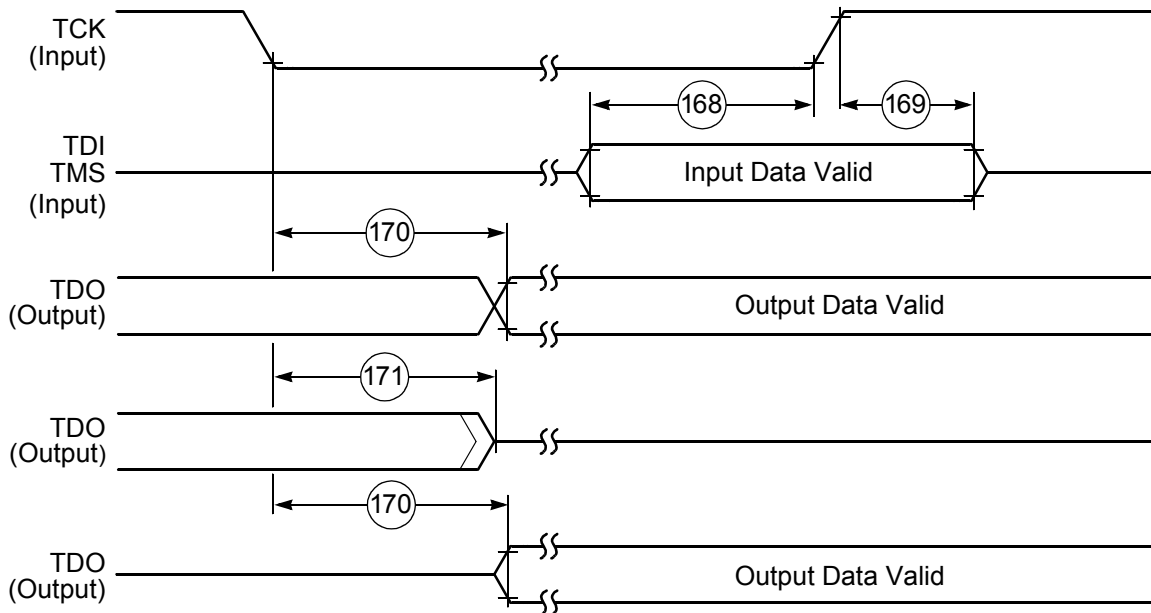 TCK
(Input)
168
169
TDI
TMS
(Input)
Input Data Valid
170
TDO
(Output)
Output Data Valid
171
TDO
(Output)
170
TDO
(Output)
Output Data Valid